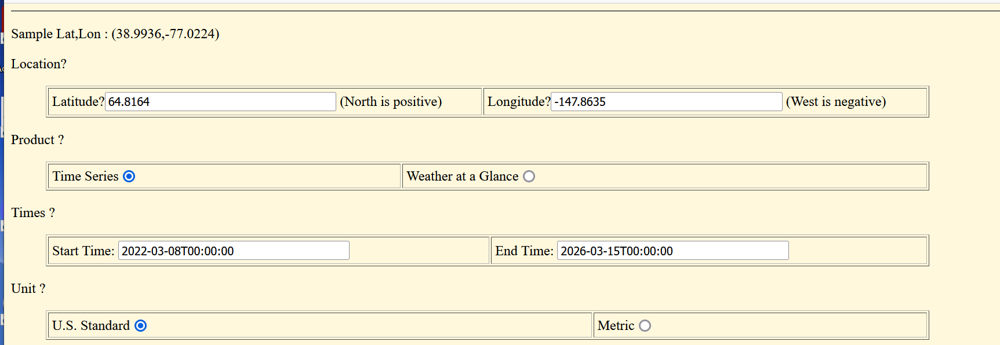 Sample Lat,Lon : (38.9936,-77.0224)
Location?
Latitude? 64.8164 (North is positive) Longitude? -147.8635 (West is negative)
Product ?
Time Series Weather at a Glance
Times ?
Start Time: 2022-03-08T00:00:00 End Time: 2026-03-15T00:00:00
Unit ?
U.S. Standard Metric